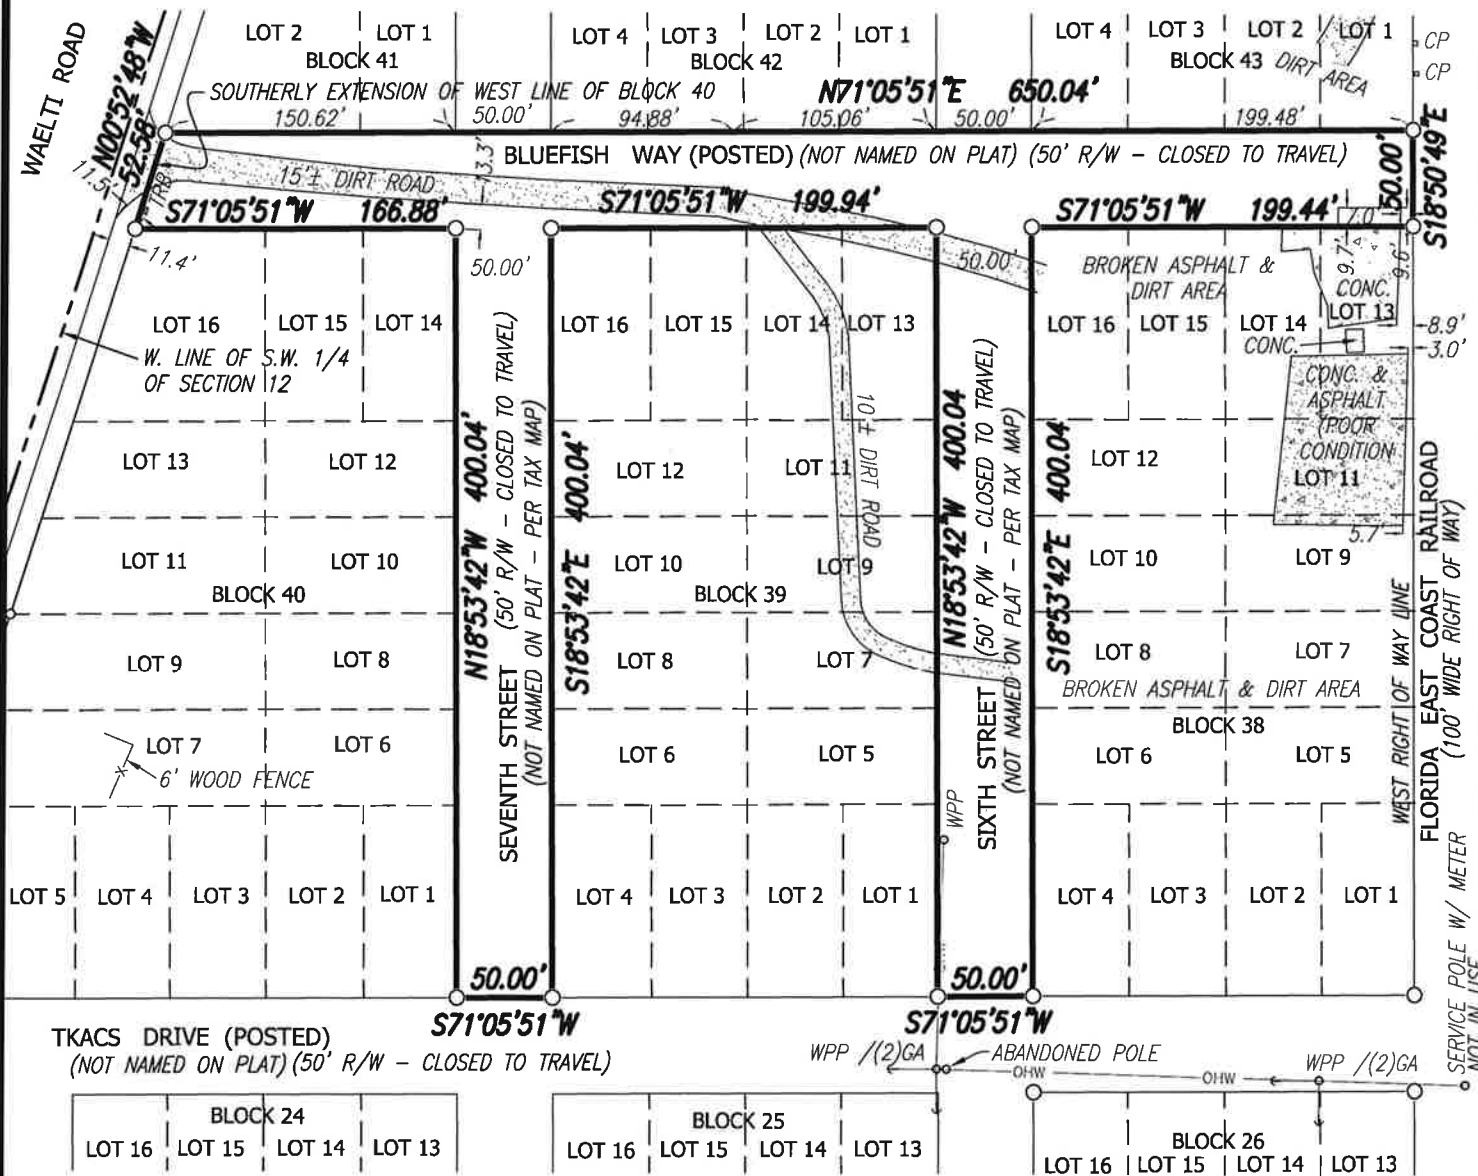 LOT 2
LOT 1
BLOCK 41
LOT 4
LOT 3
LOT 2
LOT 1
BLOCK 42
LOT 4
LOT 3
LOT 2
LOT 1
BLOCK 43
DIRT AREA
CP
CP
WAELTI ROAD
N00°52'48"W
52.58'
SOUTHERLY EXTENSION OF WEST LINE OF BLOCK 40
N71°05'51"E 650.04'
150.62'
50.00'
94.88'
105.06'
50.00'
199.48'
BLUEFISH WAY (POSTED) (NOT NAMED ON PLAT) (50' R/W - CLOSED TO TRAVEL)
13.3'
15'± DIRT ROAD
11.5'
50.00'
S18°50'49"E
S71°05'51"W 166.88'
S71°05'51"W 199.94'
S71°05'51"W 199.44'
7.0'
11.4'
50.00'
50.00'
BROKEN ASPHALT &
DIRT AREA
9.7'
9.6'
CONC.
LOT 13
LOT 16
LOT 15
LOT 14
LOT 16
LOT 15
LOT 14
LOT 13
LOT 16
LOT 15
LOT 14
CONC.
8.9'
3.0'
W. LINE OF S.W. 1/4
OF SECTION 12
CONC. &
ASPHALT
(POOR
CONDITION
LOT 11
LOT 13
LOT 12
LOT 12
LOT 11
LOT 12
N18°53'42"W 400.04'
SEVENTH STREET
(50' R/W - CLOSED TO TRAVEL)
(NOT NAMED ON PLAT - PER TAX MAP)
S18°53'42"E 400.04'
10'± DIRT ROAD
N18°53'42"W 400.04
SIXTH STREET
(50' R/W - CLOSED TO TRAVEL)
(NOT NAMED ON PLAT - PER TAX MAP)
S18°53'42"E 400.04'
5.7'
WEST RIGHT OF WAY LINE
FLORIDA EAST COAST RAILROAD
(100' WIDE RIGHT OF WAY)
LOT 11
LOT 10
BLOCK 40
LOT 10
BLOCK 39
LOT 9
LOT 10
LOT 9
LOT 9
LOT 8
LOT 8
LOT 7
LOT 8
LOT 7
BROKEN ASPHALT & DIRT AREA
BLOCK 38
LOT 7
LOT 6
6' WOOD FENCE
LOT 6
LOT 5
LOT 6
LOT 5
WPP
LOT 5
LOT 4
LOT 3
LOT 2
LOT 1
LOT 4
LOT 3
LOT 2
LOT 1
LOT 4
LOT 3
LOT 2
LOT 1
SERVICE POLE W/ METER
NOT IN USE
50.00'
S71°05'51"W
50.00'
S71°05'51"W
TKACS DRIVE (POSTED)
(NOT NAMED ON PLAT) (50' R/W - CLOSED TO TRAVEL)
WPP /(2)GA
ABANDONED POLE
OHW
OHW
WPP /(2)GA
BLOCK 24
LOT 16
LOT 15
LOT 14
LOT 13
BLOCK 25
LOT 16
LOT 15
LOT 14
LOT 13
BLOCK 26
LOT 16
LOT 15
LOT 14
LOT 13